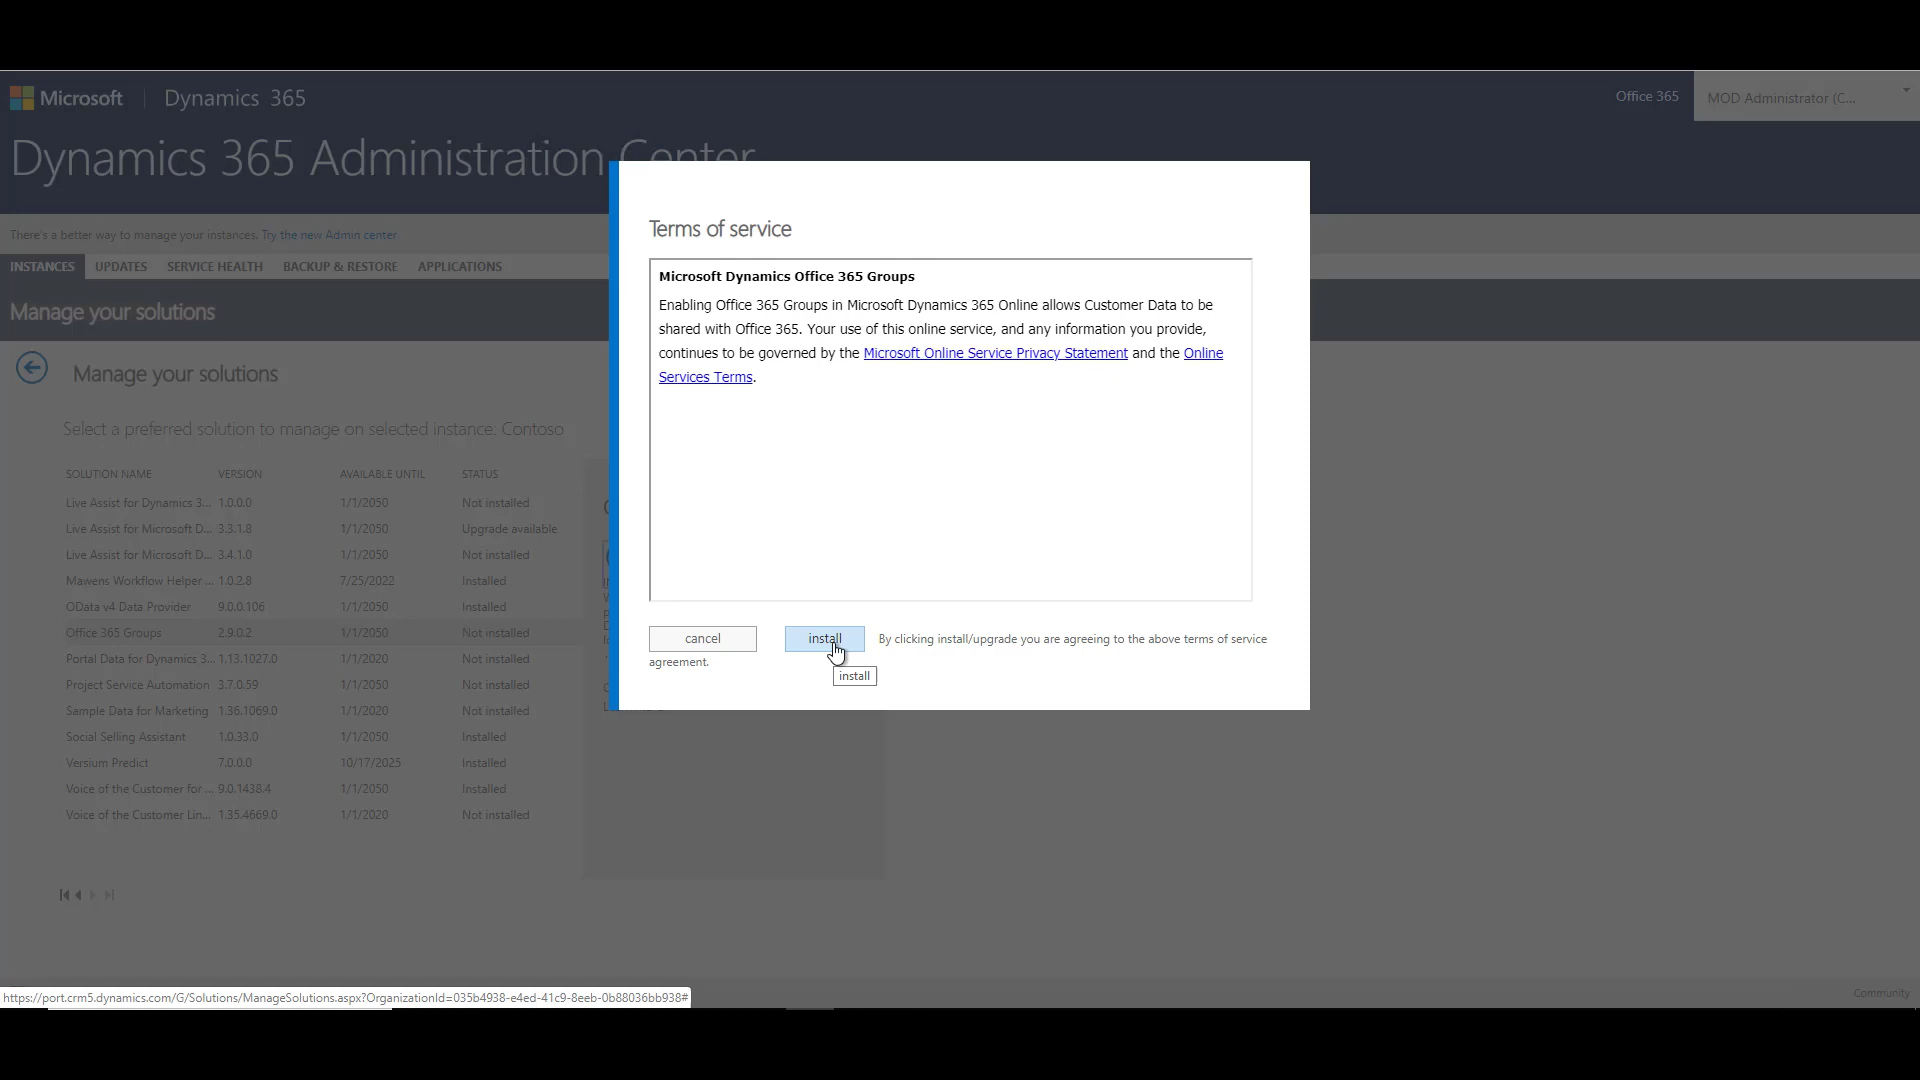 Microsoft Dynamics 365
Office 365
MOD Administrator (C...
Dynamics 365 Administration Center
There's a better way to manage your instances. Try the new Admin center
INSTANCES UPDATES SERVICE HEALTH BACKUP & RESTORE APPLICATIONS
Manage your solutions
Manage your solutions
Select a preferred solution to manage on selected instance: Contoso
SOLUTION NAME VERSION AVAILABLE UNTIL STATUS
Live Assist for Dynamics 3... 1.0.0.0 1/1/2050 Not installed
Live Assist for Microsoft D... 3.3.1.8 1/1/2050 Upgrade available
Live Assist for Microsoft D... 3.4.1.0 1/1/2050 Not installed
Mawens Workflow Helper ... 1.0.2.8 7/25/2022 Installed
OData v4 Data Provider 9.0.0.106 1/1/2050 Installed
Office 365 Groups 2.9.0.2 1/1/2050 Not installed
Portal Data for Dynamics 3... 1.13.1027.0 1/1/2020 Not installed
Project Service Automation 3.7.0.59 1/1/2050 Not installed
Sample Data for Marketing 1.36.1069.0 1/1/2020 Not installed
Social Selling Assistant 1.0.33.0 1/1/2050 Installed
Versium Predict 7.0.0.0 10/17/2025 Installed
Voice of the Customer for ... 9.0.1438.4 1/1/2050 Installed
Voice of the Customer Lin... 1.35.4669.0 1/1/2020 Not installed
Terms of service
Microsoft Dynamics Office 365 Groups
Enabling Office 365 Groups in Microsoft Dynamics 365 Online allows Customer Data to be
shared with Office 365. Your use of this online service, and any information you provide,
continues to be governed by the Microsoft Online Service Privacy Statement and the Online
Services Terms.
cancel install By clicking install/upgrade you are agreeing to the above terms of service
agreement.
install
https://port.crm5.dynamics.com/G/Solutions/ManageSolutions.aspx?OrganizationId=035b4938-e4ed-41c9-8eeb-0b88036bb938#
Community